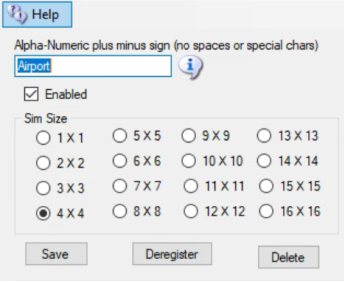 Help
Alpha-Numeric plus minus sign (no spaces or special chars)
Airport
Enabled
Sim Size
1 X 1 5 X 5 9 X 9 13 X 13
2 X 2 6 X 6 10 X 10 14 X 14
3 X 3 7 X 7 11 X 11 15 X 15
4 X 4 8 X 8 12 X 12 16 X 16
Save Deregister Delete